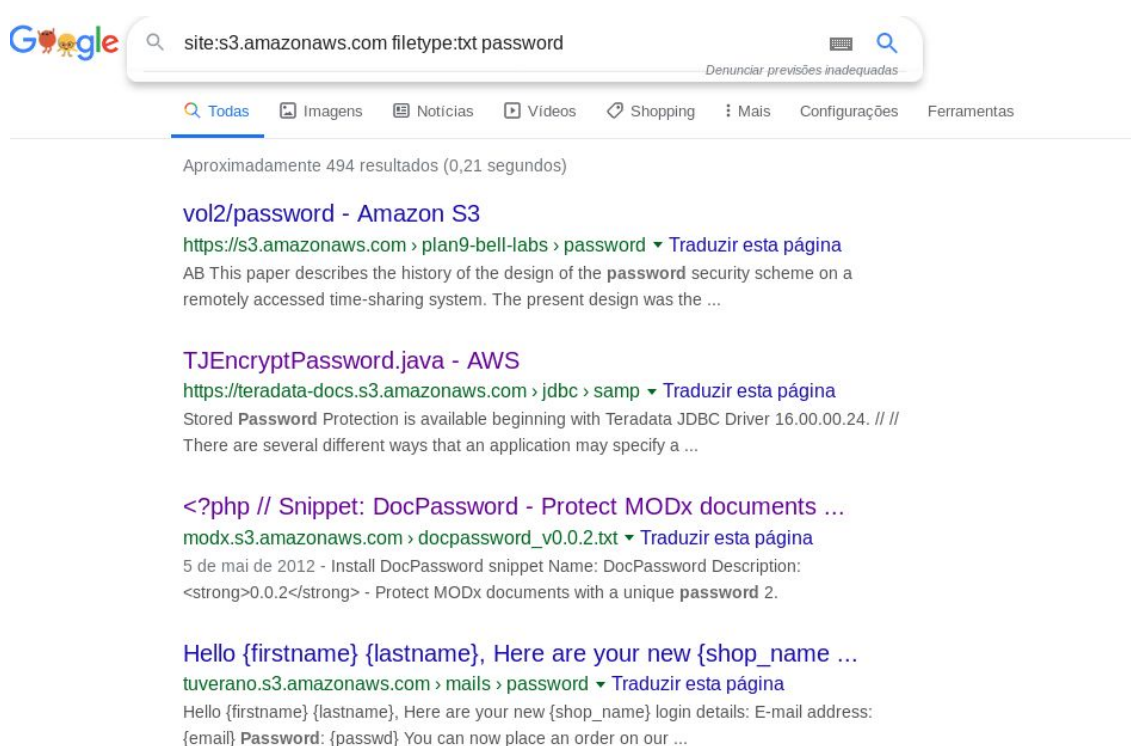 Google
site:s3.amazonaws.com filetype:txt password
Denunciar previsões inadequadas
Todas Imagens Notícias Vídeos Shopping Mais Configurações Ferramentas
Aproximadamente 494 resultados (0,21 segundos)
vol2/password - Amazon S3
https://s3.amazonaws.com › plan9-bell-labs › password ▾ Traduzir esta página
AB This paper describes the history of the design of the password security scheme on a
remotely accessed time-sharing system. The present design was the ...
TJEncryptPassword.java - AWS
https://teradata-docs.s3.amazonaws.com › jdbc › samp ▾ Traduzir esta página
Stored Password Protection is available beginning with Teradata JDBC Driver 16.00.00.24. // //
There are several different ways that an application may specify a ...
<?php // Snippet: DocPassword - Protect MODx documents ...
modx.s3.amazonaws.com › docpassword_v0.0.2.txt ▾ Traduzir esta página
5 de mai de 2012 - Install DocPassword snippet Name: DocPassword Description:
<strong>0.0.2</strong> - Protect MODx documents with a unique password 2.
Hello {firstname} {lastname}, Here are your new {shop_name ...
tuverano.s3.amazonaws.com › mails › password ▾ Traduzir esta página
Hello {firstname} {lastname}, Here are your new {shop_name} login details: E-mail address:
{email} Password: {passwd} You can now place an order on our ...